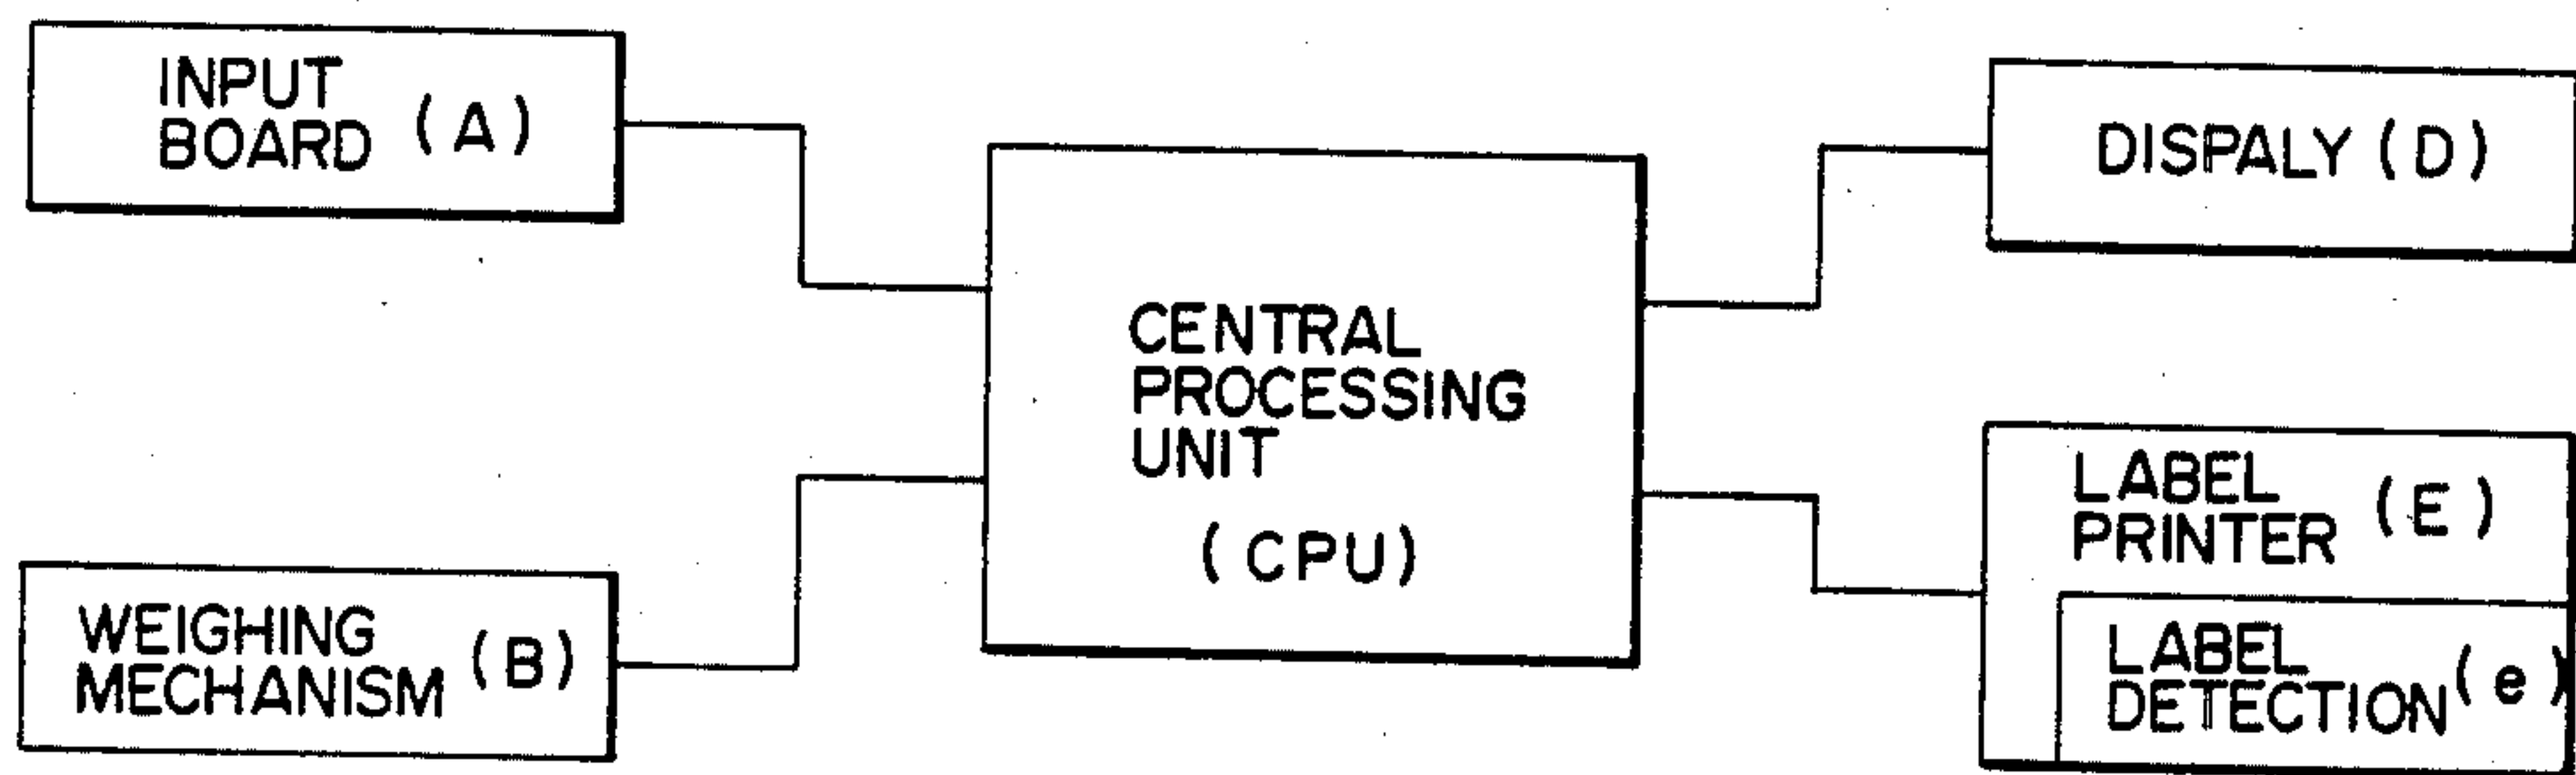 INPUT
BOARD (A)
WEIGHING
MECHANISM (B)
CENTRAL
PROCESSING
UNIT
(CPU)
DISPALY (D)
LABEL
PRINTER (E)
LABEL
DETECTION (e)